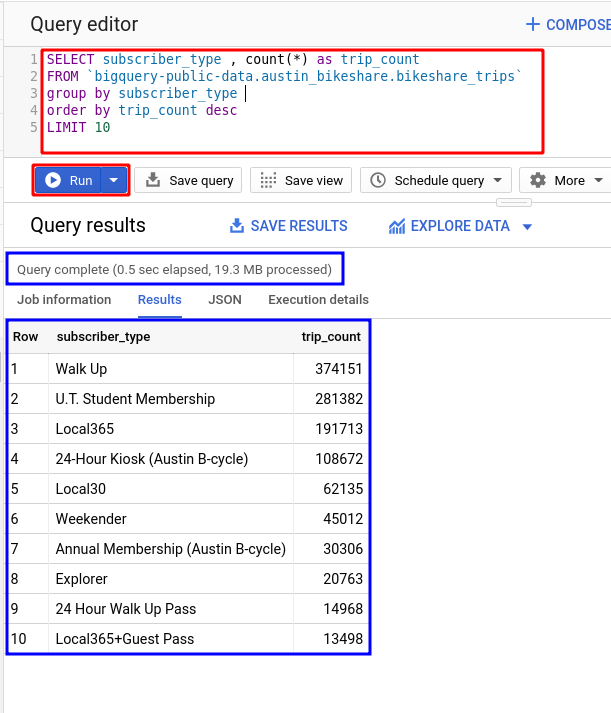 Query editor
+ COMPOSE
1 SELECT subscriber_type , count(*) as trip_count
2 FROM `bigquery-public-data.austin_bikeshare.bikeshare_trips`
3 group by subscriber_type
4 order by trip_count desc
5 LIMIT 10
Run
Save query
Save view
Schedule query
More
Query results
SAVE RESULTS
EXPLORE DATA
Query complete (0.5 sec elapsed, 19.3 MB processed)
Job information Results JSON Execution details
Row subscriber_type trip_count
1 Walk Up 374151
2 U.T. Student Membership 281382
3 Local365 191713
4 24-Hour Kiosk (Austin B-cycle) 108672
5 Local30 62135
6 Weekender 45012
7 Annual Membership (Austin B-cycle) 30306
8 Explorer 20763
9 24 Hour Walk Up Pass 14968
10 Local365+Guest Pass 13498